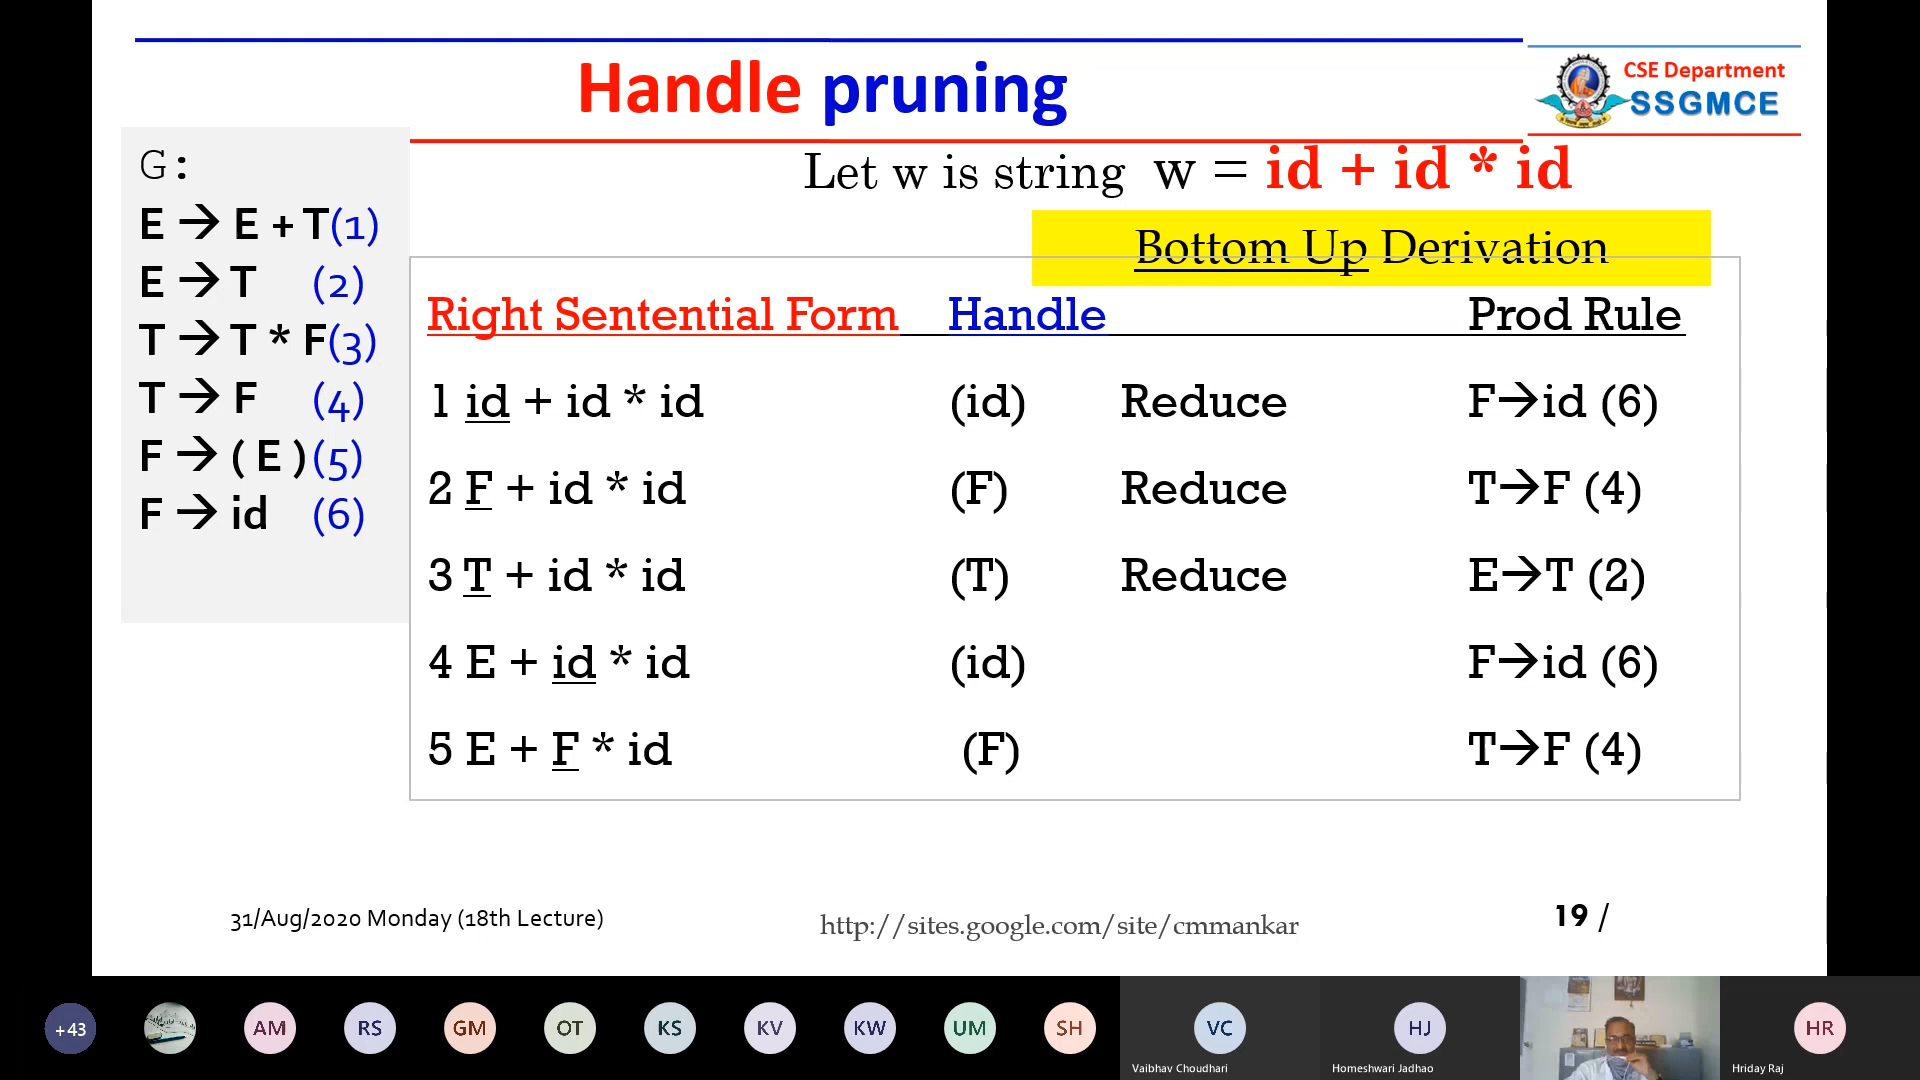 Handle pruning
CSE Department
SSGMCE
G:
E → E + T(1)
E → T (2)
T → T * F(3)
T → F (4)
F → ( E )(5)
F → id (6)
Let w is string w = id + id * id
Bottom Up Derivation
Right Sentential Form Handle Prod Rule
1 id + id * id (id) Reduce F→id (6)
2 F + id * id (F) Reduce T→F (4)
3 T + id * id (T) Reduce E→T (2)
4 E + id * id (id) F→id (6)
5 E + F * id (F) T→F (4)
31/Aug/2020 Monday (18th Lecture) http://sites.google.com/site/cmmankar 19 /
+43 AM RS GM OT KS KV KW UM SH VC HJ HR
Vaibhav Choudhari Homeshwari Jadhao Hriday Raj